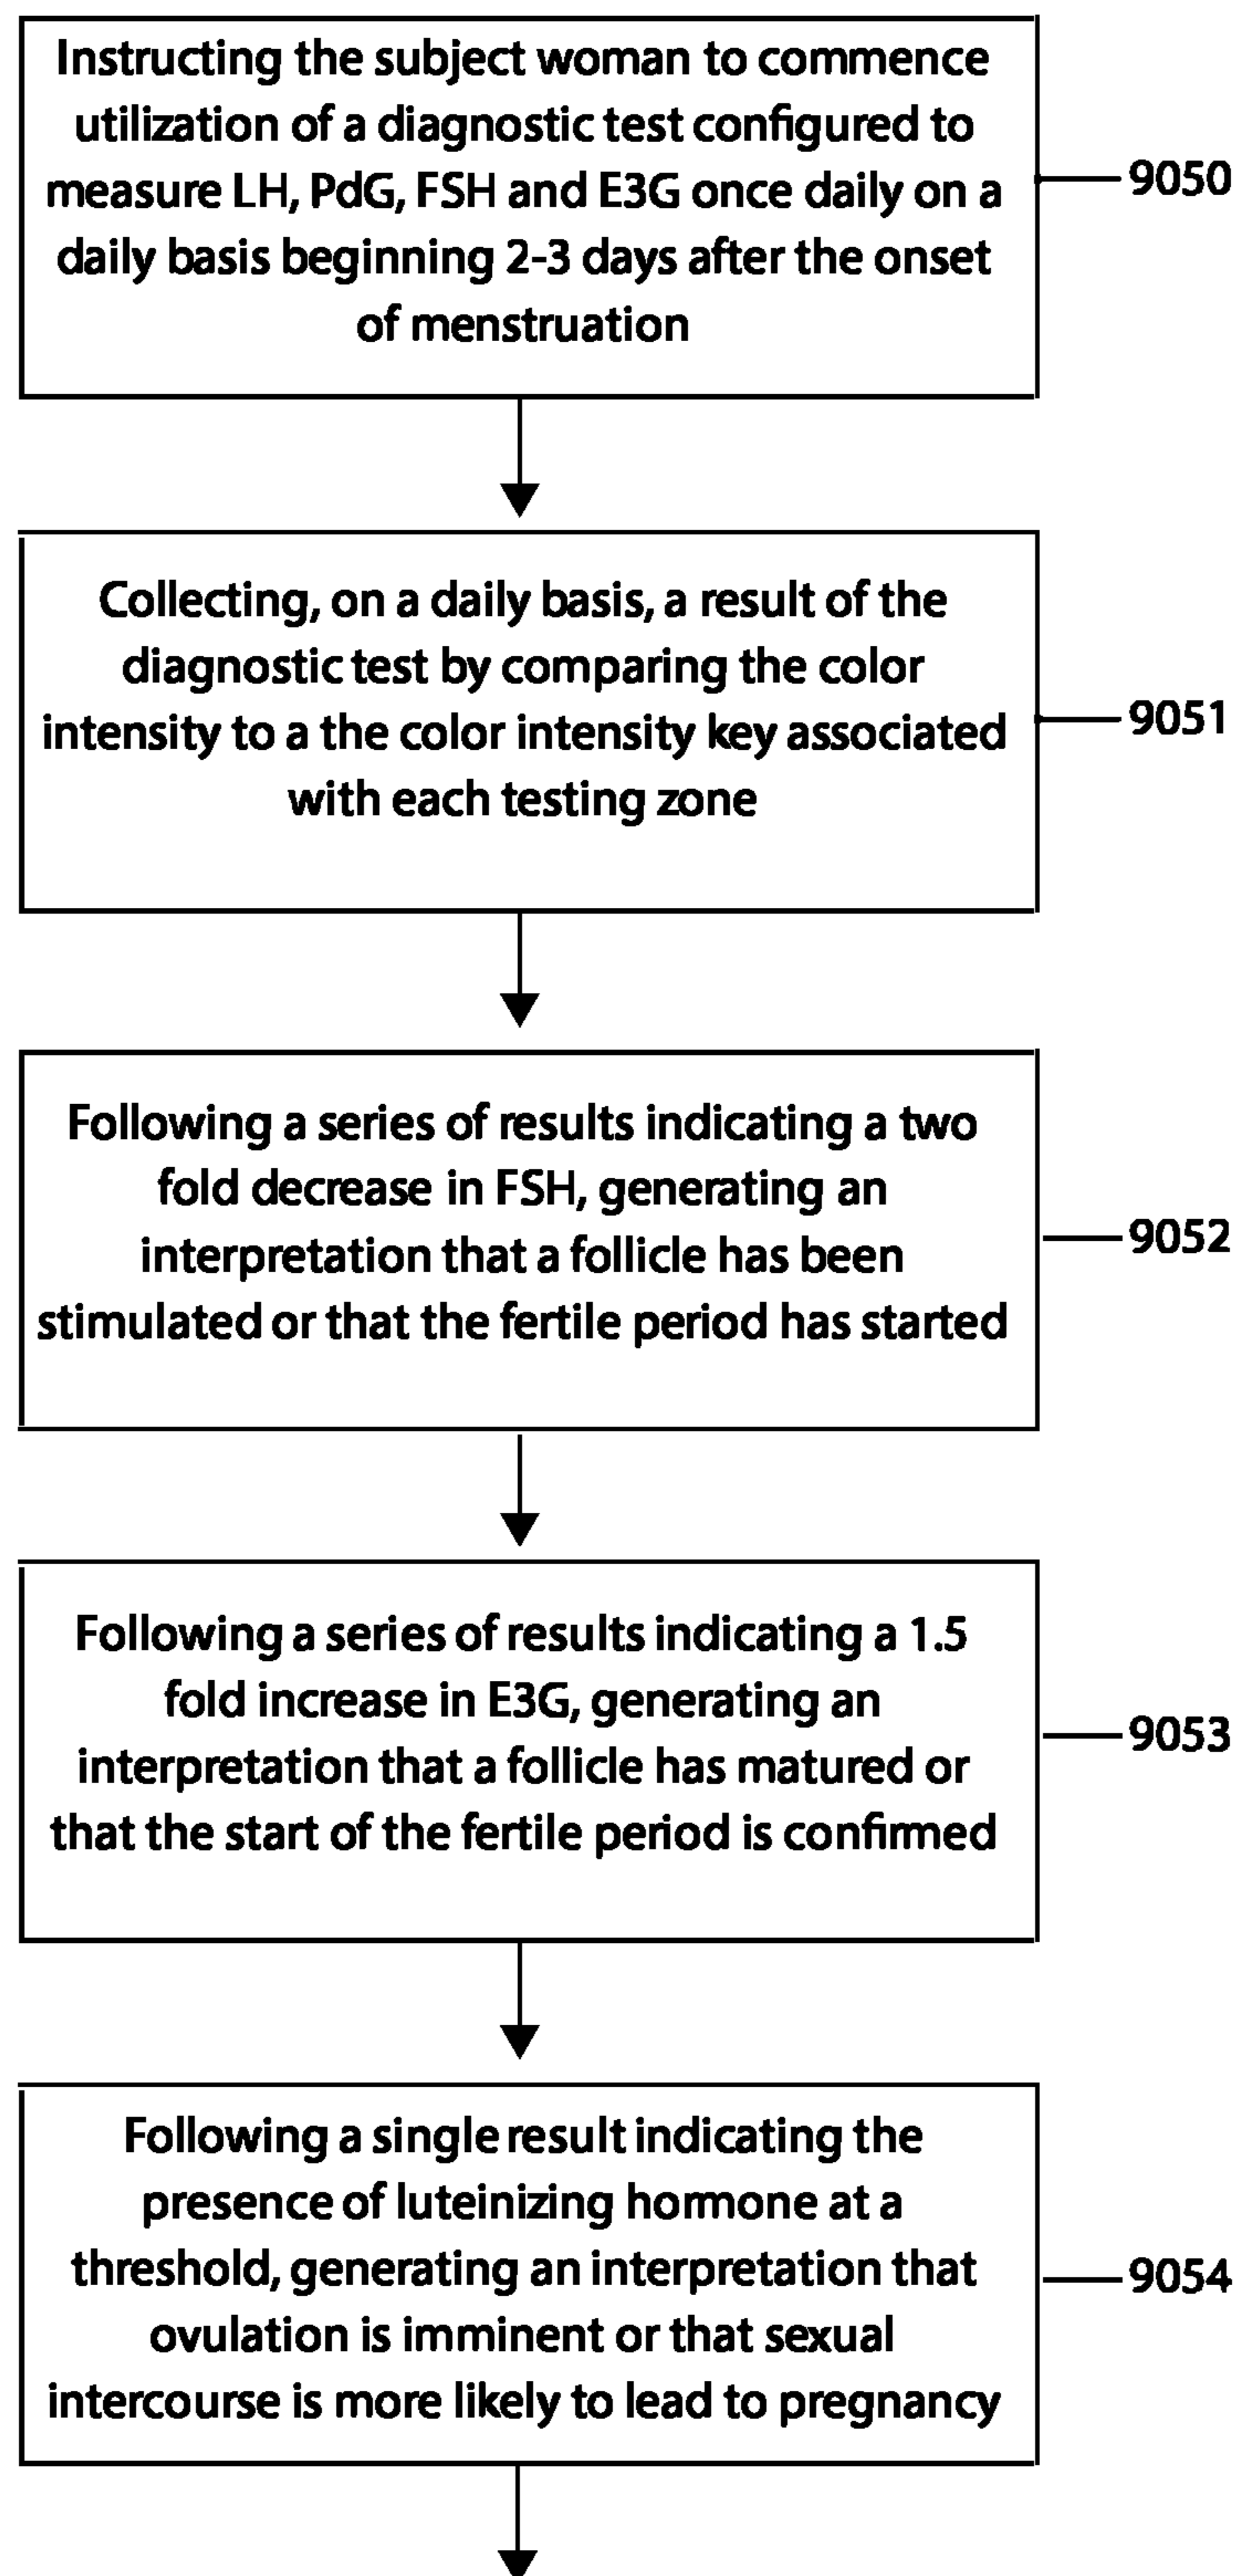 Instructing the subject woman to commence
utilization of a diagnostic test configured to
measure LH, PdG, FSH and E3G once daily on a
daily basis beginning 2-3 days after the onset
of menstruation
9050
Collecting, on a daily basis, a result of the
diagnostic test by comparing the color
intensity to a the color intensity key associated
with each testing zone
9051
Following a series of results indicating a two
fold decrease in FSH, generating an
interpretation that a follicle has been
stimulated or that the fertile period has started
9052
Following a series of results indicating a 1.5
fold increase in E3G, generating an
interpretation that a follicle has matured or
that the start of the fertile period is confirmed
9053
Following a single result indicating the
presence of luteinizing hormone at a
threshold, generating an interpretation that
ovulation is imminent or that sexual
intercourse is more likely to lead to pregnancy
9054